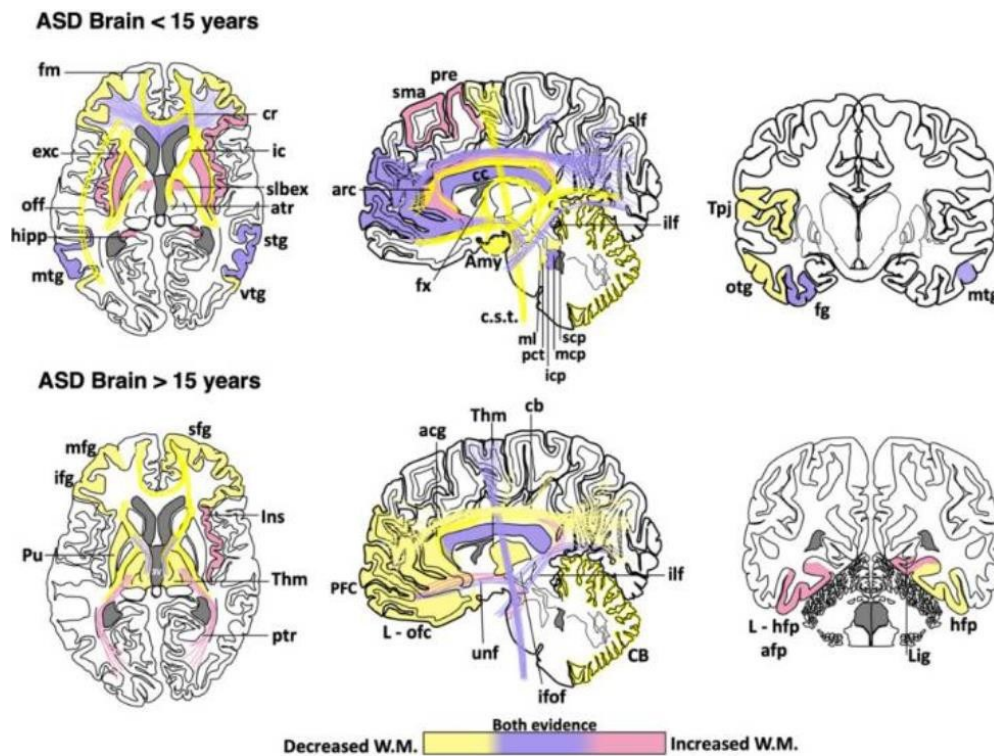 ASD Brain < 15 years
fm
cr
exc
ic
off
slbex
atr
hipp
stg
mtg
vtg
pre
sma
slf
arc
cc
ilf
Amy
fx
c.s.t.
ml
scp
pct
mcp
icp
Tpj
otg
fg
mtg
ASD Brain > 15 years
sfg
mfg
ifg
Ins
Pu
3V
Thm
ptr
cb
Thm
acg
PFC
ilf
L - ofc
unf
CB
ifof
L - hfp
hfp
afp
Lig
Both evidence
Decreased W.M.
Increased W.M.